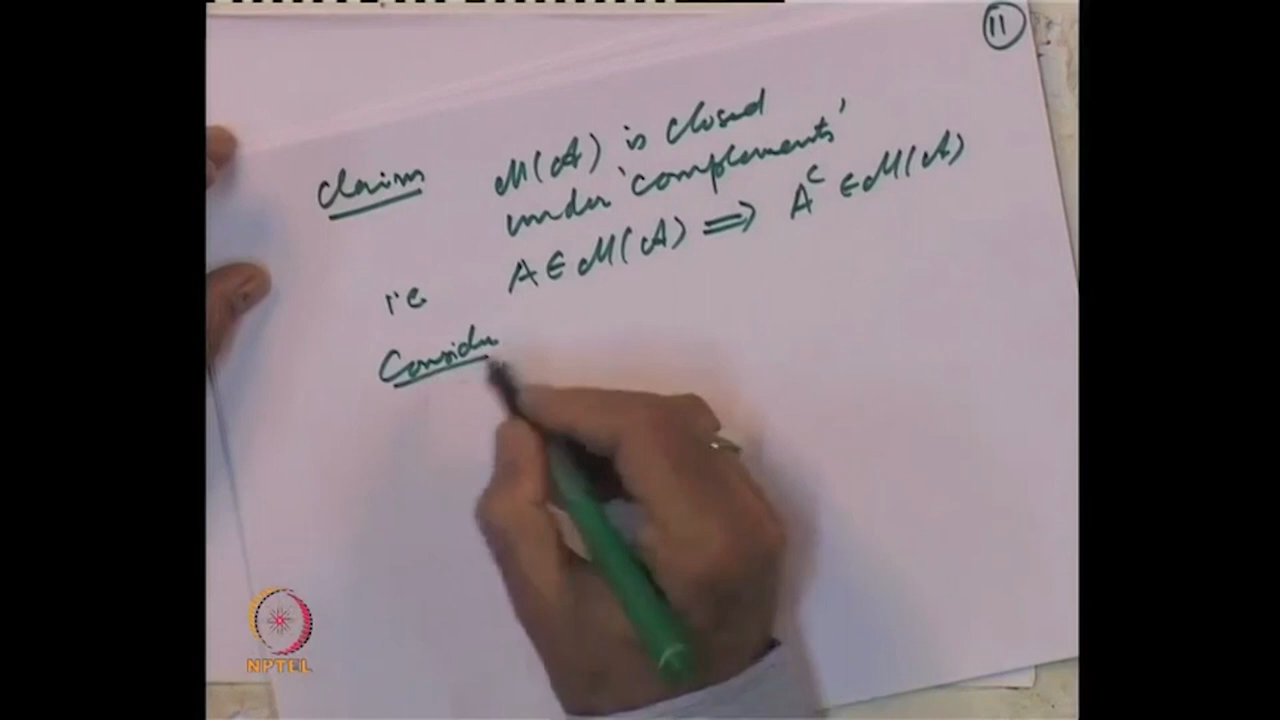 11
Claim M(A) is closed
under 'complements'
i.e A ∈ M(A) ⟹ A^c ∈ M(A)
Consider
NPTEL